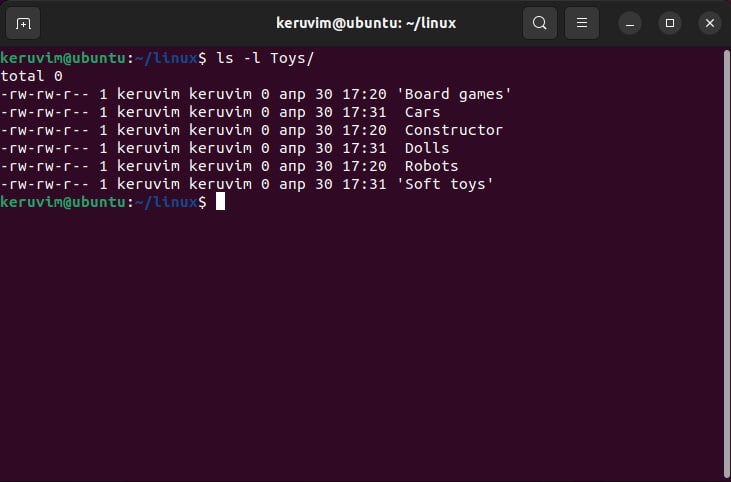 keruvim@ubuntu: ~/linux
keruvim@ubuntu:~/linux$ ls -l Toys/
total 0
-rw-rw-r-- 1 keruvim keruvim 0 апр 30 17:20 'Board games'
-rw-rw-r-- 1 keruvim keruvim 0 апр 30 17:31  Cars
-rw-rw-r-- 1 keruvim keruvim 0 апр 30 17:20  Constructor
-rw-rw-r-- 1 keruvim keruvim 0 апр 30 17:31  Dolls
-rw-rw-r-- 1 keruvim keruvim 0 апр 30 17:20  Robots
-rw-rw-r-- 1 keruvim keruvim 0 апр 30 17:31 'Soft toys'
keruvim@ubuntu:~/linux$